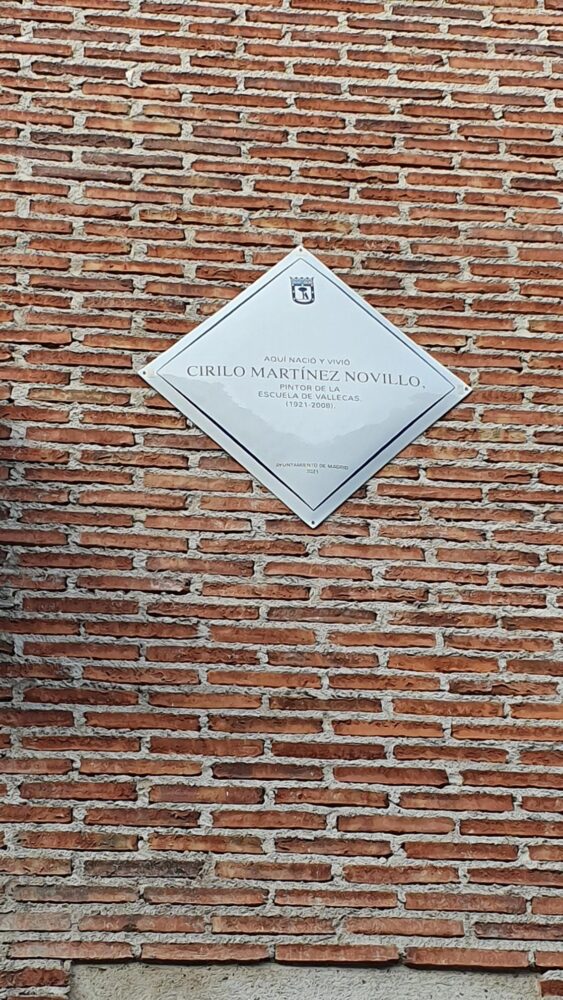 AQUÍ NACIÓ Y VIVIÓ
CIRILO MARTÍNEZ NOVILLO,
PINTOR DE LA
ESCUELA DE VALLECAS.
(1921-2008).
AYUNTAMIENTO DE MADRID
2021